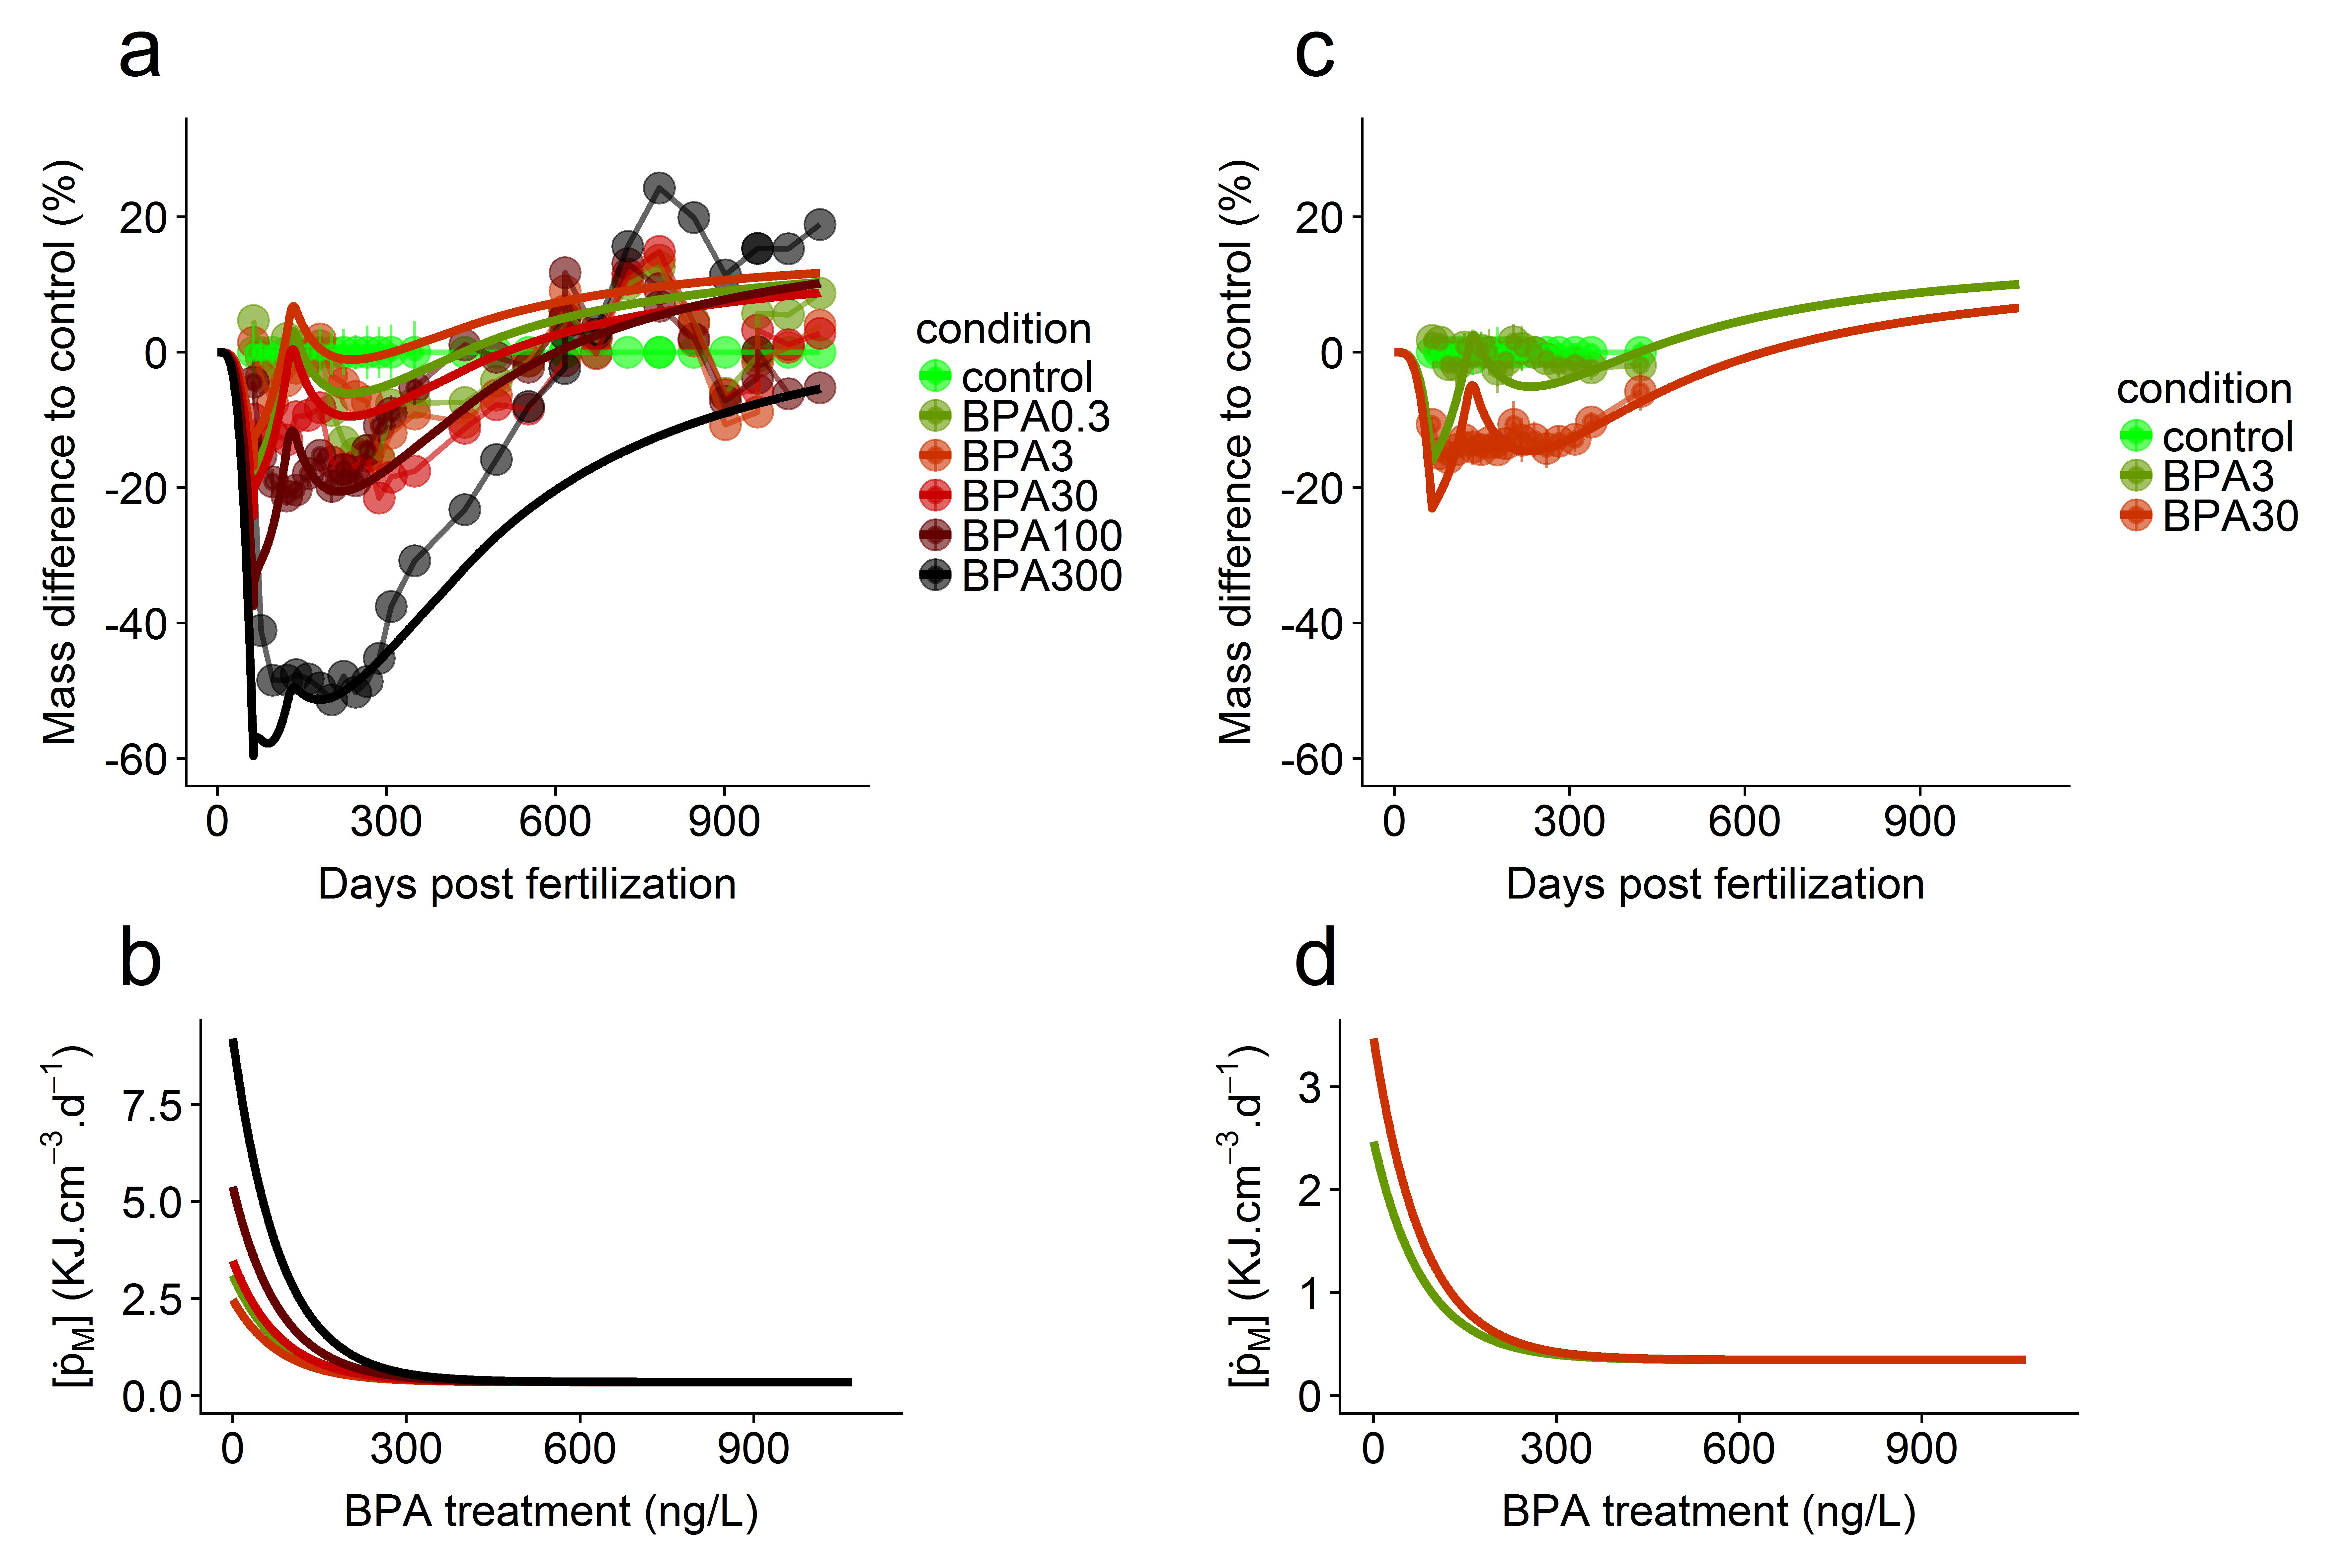 a
Mass difference to control (%)
20
0
-20
-40
-60
0 300 600 900
Days post fertilization
condition
control
BPA0.3
BPA3
BPA30
BPA100
BPA300
c
Mass difference to control (%)
20
0
-20
-40
-60
0 300 600 900
Days post fertilization
condition
control
BPA3
BPA30
b
[ṗM] (KJ.cm−3.d−1)
7.5
5.0
2.5
0.0
0 300 600 900
BPA treatment (ng/L)
d
[ṗM] (KJ.cm−3.d−1)
3
2
1
0
0 300 600 900
BPA treatment (ng/L)